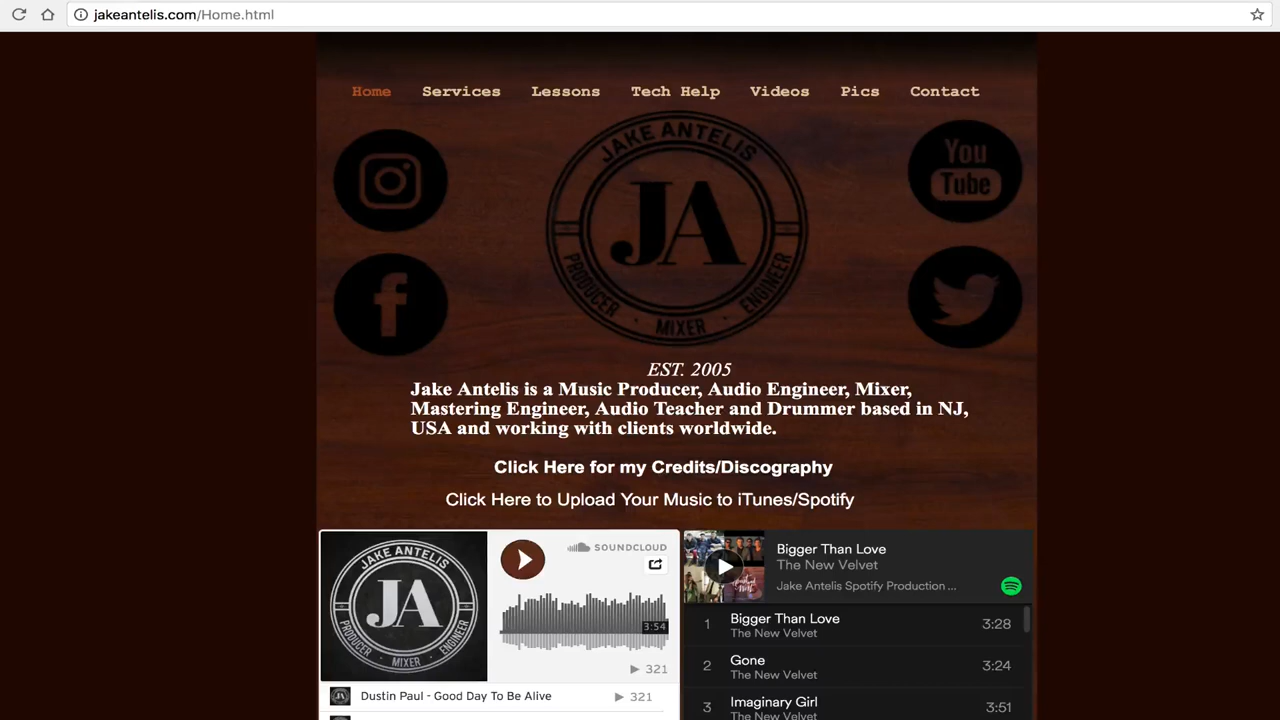 jakeantelis.com/Home.html
Home Services Lessons Tech Help Videos Pics Contact
JAKE ANTELIS
JA
PRODUCER · MIXER · ENGINEER
You
Tube
EST. 2005
Jake Antelis is a Music Producer, Audio Engineer, Mixer,
Mastering Engineer, Audio Teacher and Drummer based in NJ,
USA and working with clients worldwide.
Click Here for my Credits/Discography
Click Here to Upload Your Music to iTunes/Spotify
JAKE ANTELIS
JA
PRODUCER · MIXER · ENGINEER
SOUNDCLOUD
3:54
321
Dustin Paul - Good Day To Be Alive 321
Bigger Than Love
The New Velvet
Jake Antelis Spotify Production ...
1 Bigger Than Love 3:28
The New Velvet
2 Gone 3:24
The New Velvet
3 Imaginary Girl 3:51
The New Velvet